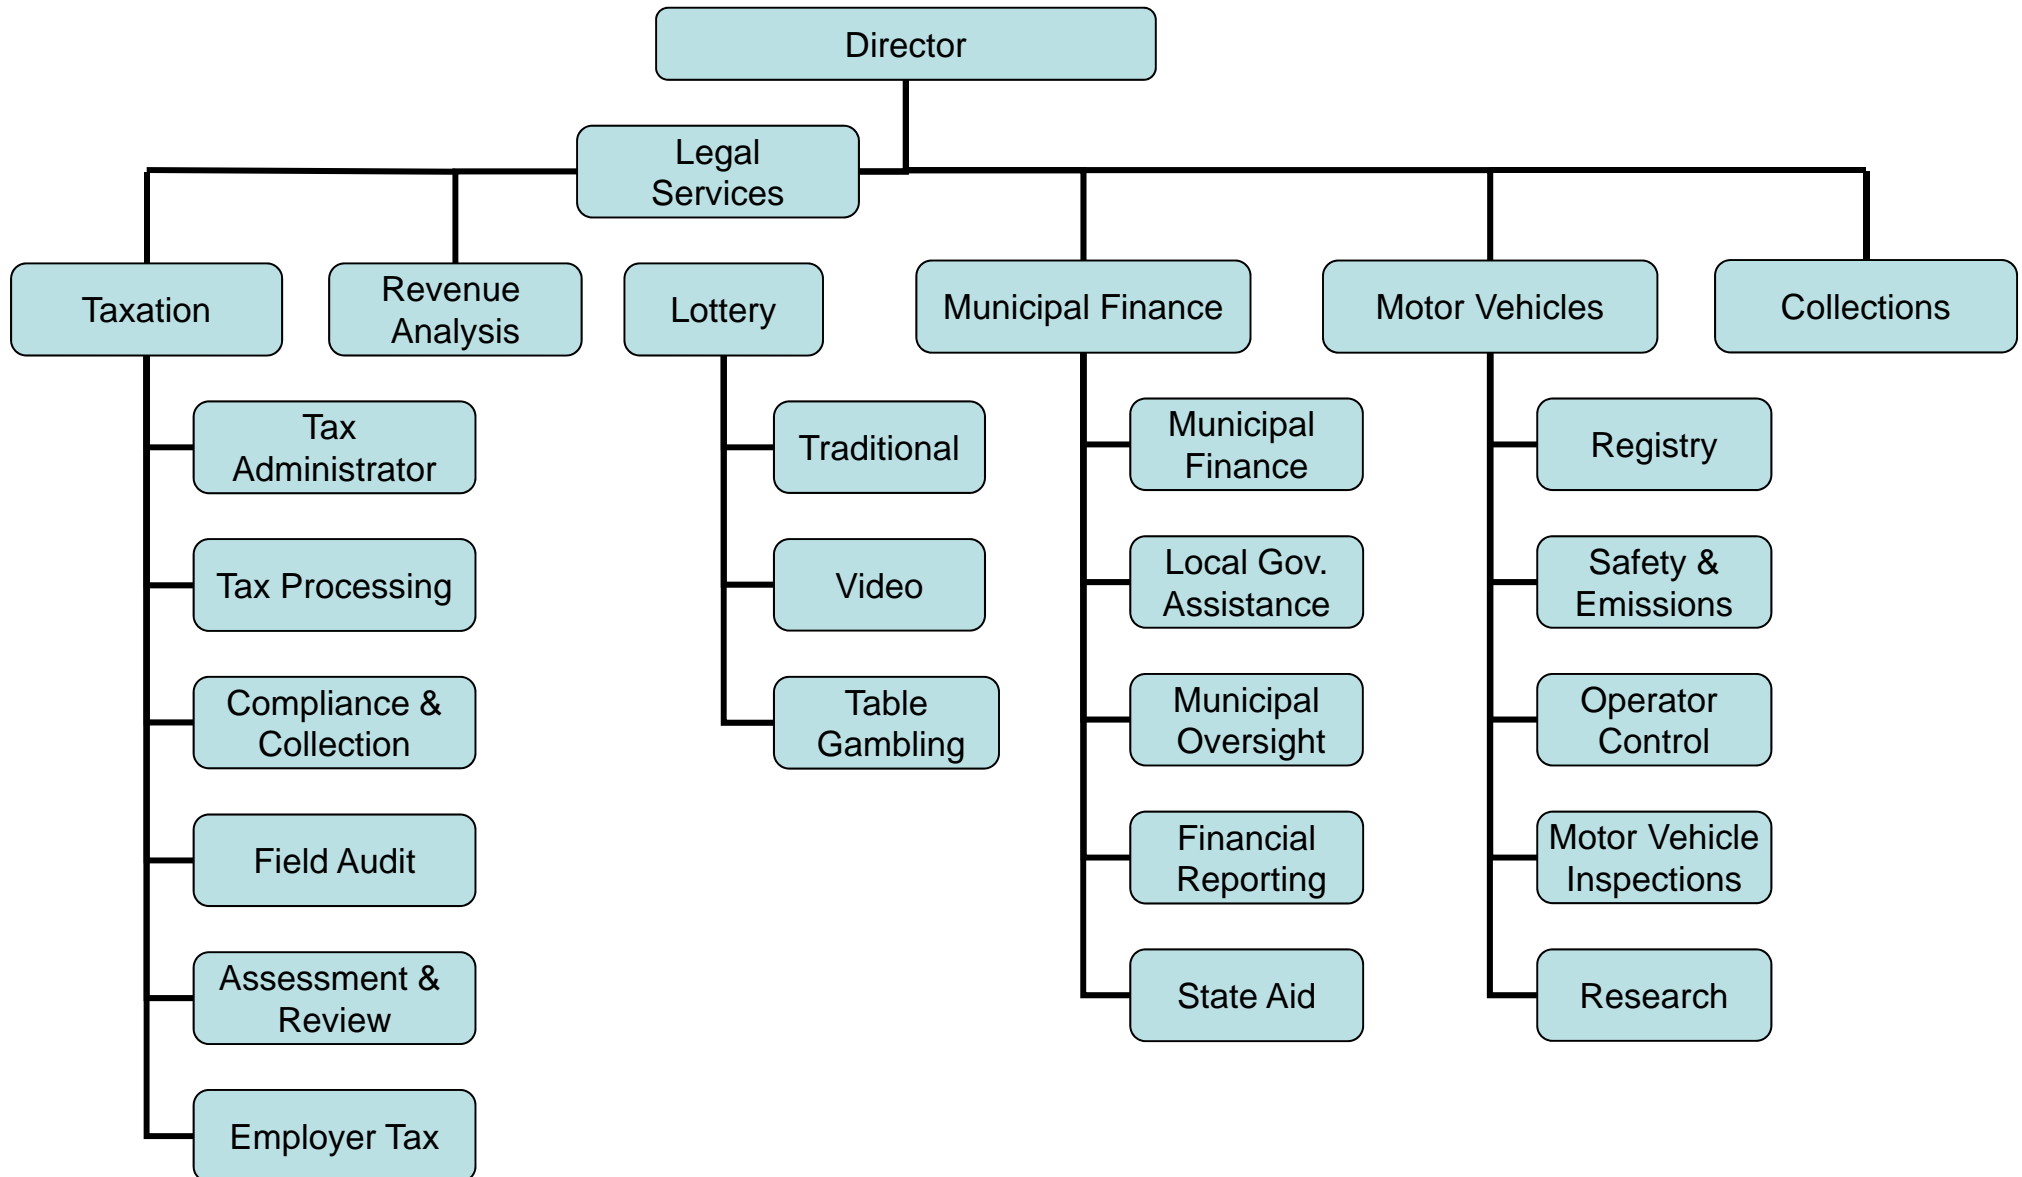 Director
Legal
Services
Taxation
Revenue
Analysis
Lottery
Municipal Finance
Motor Vehicles
Collections
Tax
Administrator
Tax Processing
Compliance &
Collection
Field Audit
Assessment &
Review
Employer Tax
Traditional
Video
Table
Gambling
Municipal
Finance
Local Gov.
Assistance
Municipal
Oversight
Financial
Reporting
State Aid
Registry
Safety &
Emissions
Operator
Control
Motor Vehicle
Inspections
Research